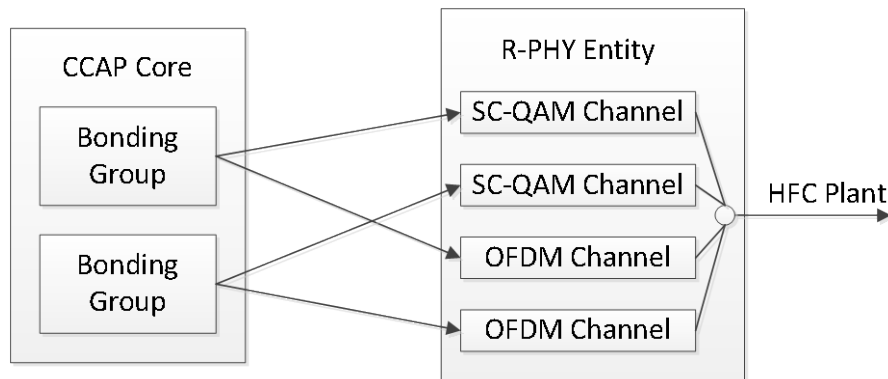 CCAP Core
Bonding
Group
Bonding
Group
R-PHY Entity
SC-QAM Channel
SC-QAM Channel
OFDM Channel
OFDM Channel
HFC Plant